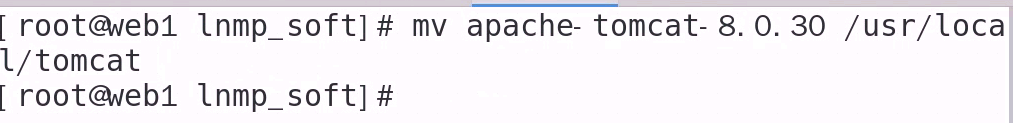 [root@web1 lnmp_soft]# mv apache-tomcat-8.0.30 /usr/loca
l/tomcat
[root@web1 lnmp_soft]#